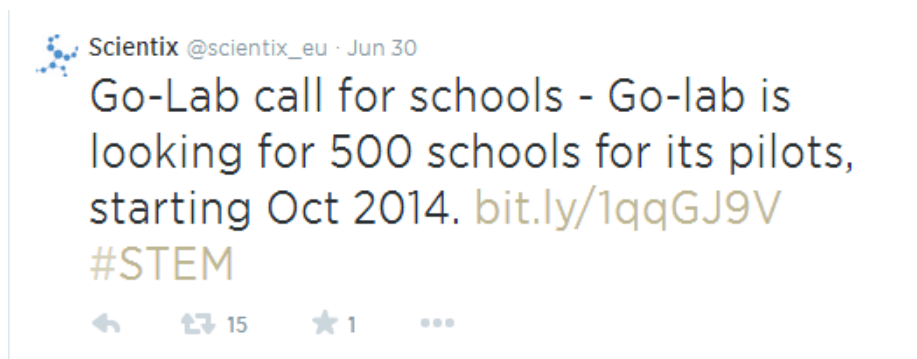 Scientix @scientix_eu · Jun 30
Go-Lab call for schools - Go-lab is
looking for 500 schools for its pilots,
starting Oct 2014. bit.ly/1qqGJ9V
#STEM
15 1